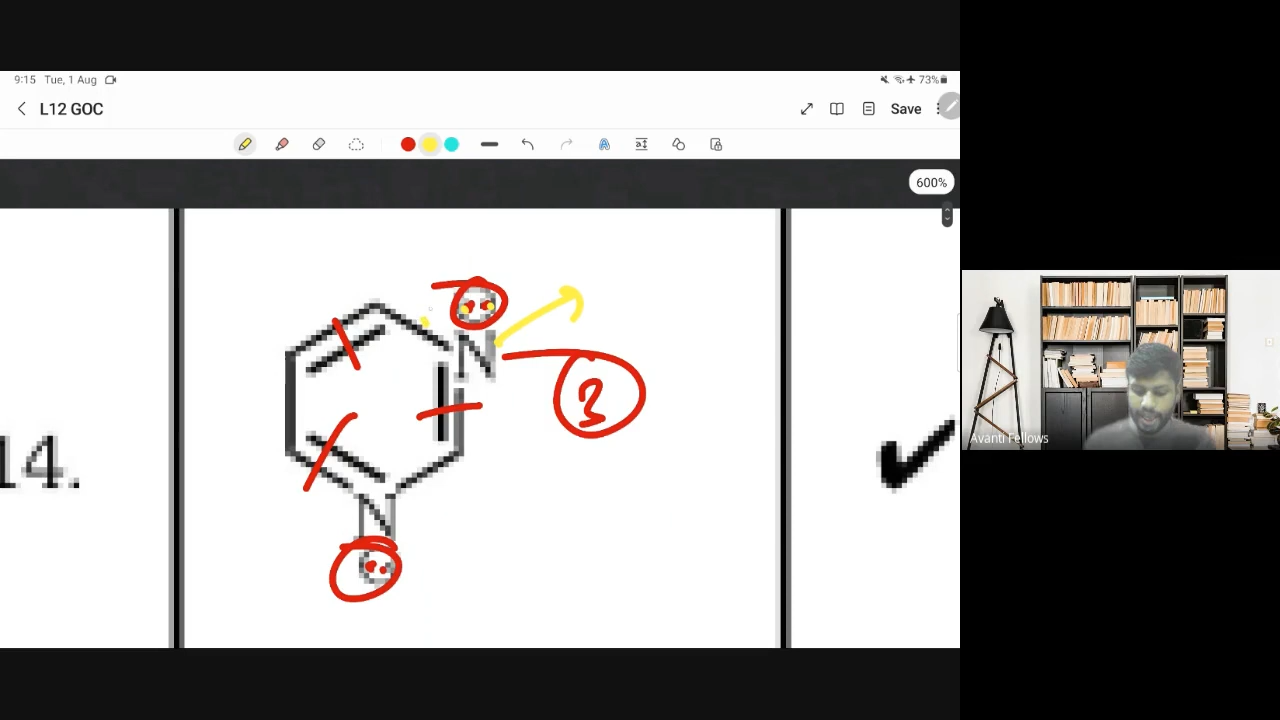 9:15 Tue, 1 Aug 73%
L12 GOC Save
600%
N
3
14.
N
Avanti Fellows